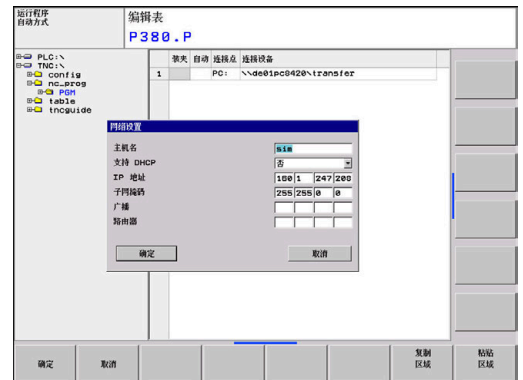 运行程序
自动方式
编辑表
P380.P
PLC:\
TNC:\
config
nc_prog
PGM
table
tncguide
装夹 自动 连接点 连接设备
1 PC: \\de01pc8420\transfer
网络设置
主机名 sim
支持 DHCP 否
IP 地址 160 1 247 208
子网掩码 255 255 0 0
广播
路由器
确定 取消
确定 取消 复制区域 粘贴区域